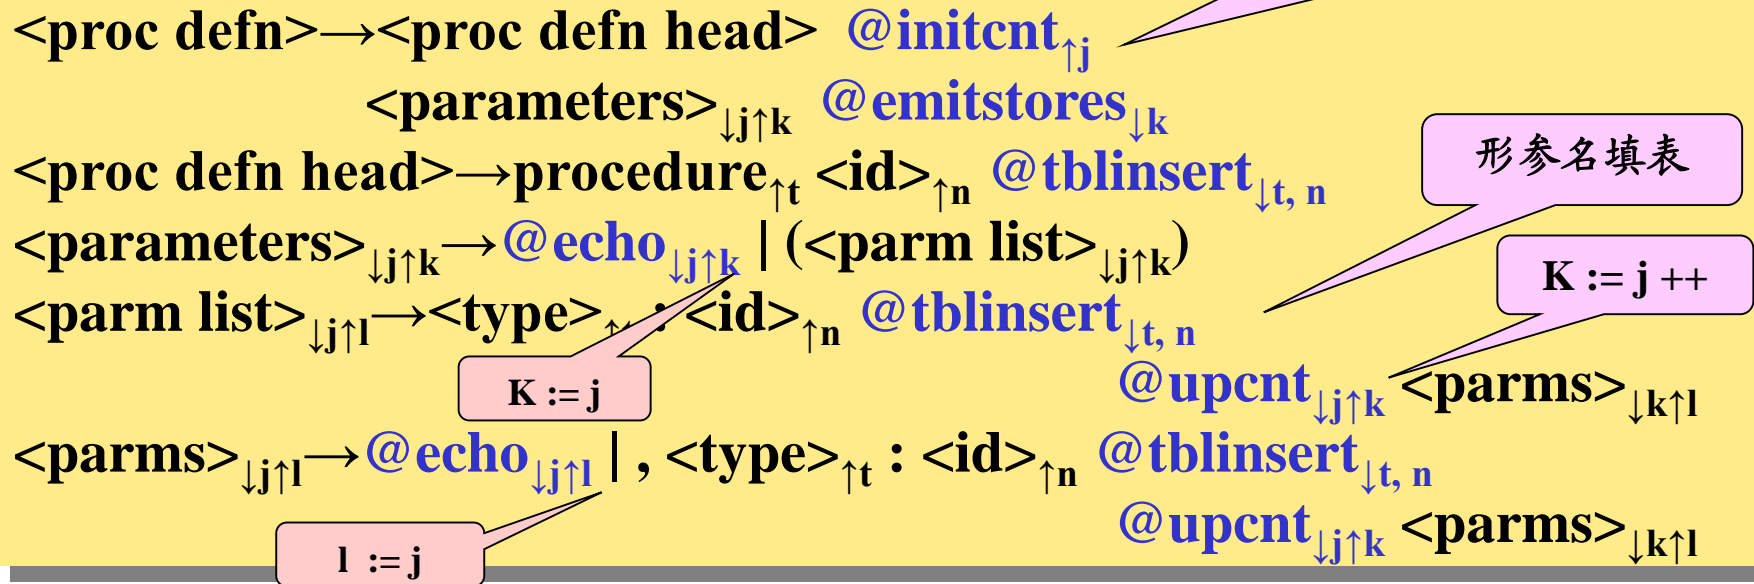 <proc defn>→<proc defn head> @initcnt↑j
<parameters>↓j↑k @emitstores↓k
形参名填表
<proc defn head>→procedure↑t <id>↑n @tblinsert↓t, n
<parameters>↓j↑k→@echo↓j↑k | (<parm list>↓j↑k)
K := j ++
<parm list>↓j↑l→<type>↑t : <id>↑n @tblinsert↓t, n
K := j
@upcnt↓j↑k <parms>↓k↑l
<parms>↓j↑l→@echo↓j↑l | , <type>↑t : <id>↑n @tblinsert↓t, n
@upcnt↓j↑k <parms>↓k↑l
l := j